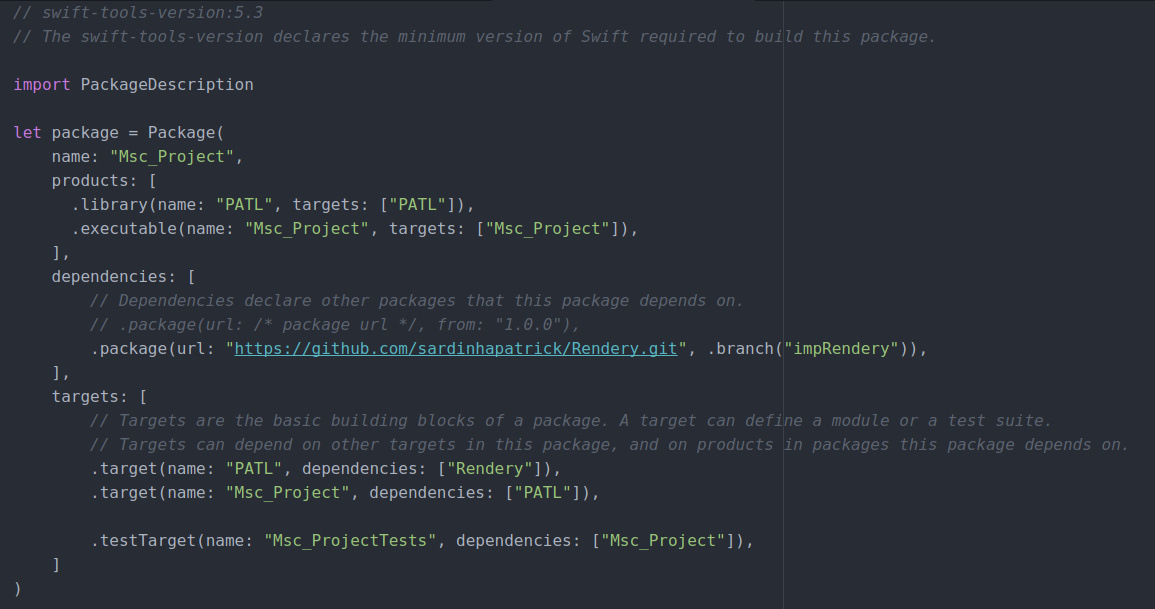 // swift-tools-version:5.3
// The swift-tools-version declares the minimum version of Swift required to build this package.
import PackageDescription
let package = Package(
    name: "Msc_Project",
    products: [
      .library(name: "PATL", targets: ["PATL"]),
      .executable(name: "Msc_Project", targets: ["Msc_Project"]),
    ],
    dependencies: [
        // Dependencies declare other packages that this package depends on.
        // .package(url: /* package url */, from: "1.0.0"),
        .package(url: "https://github.com/sardinhapatrick/Rendery.git", .branch("impRendery")),
    ],
    targets: [
        // Targets are the basic building blocks of a package. A target can define a module or a test suite.
        // Targets can depend on other targets in this package, and on products in packages this package depends on.
        .target(name: "PATL", dependencies: ["Rendery"]),
        .target(name: "Msc_Project", dependencies: ["PATL"]),
        .testTarget(name: "Msc_ProjectTests", dependencies: ["Msc_Project"]),
    ]
)